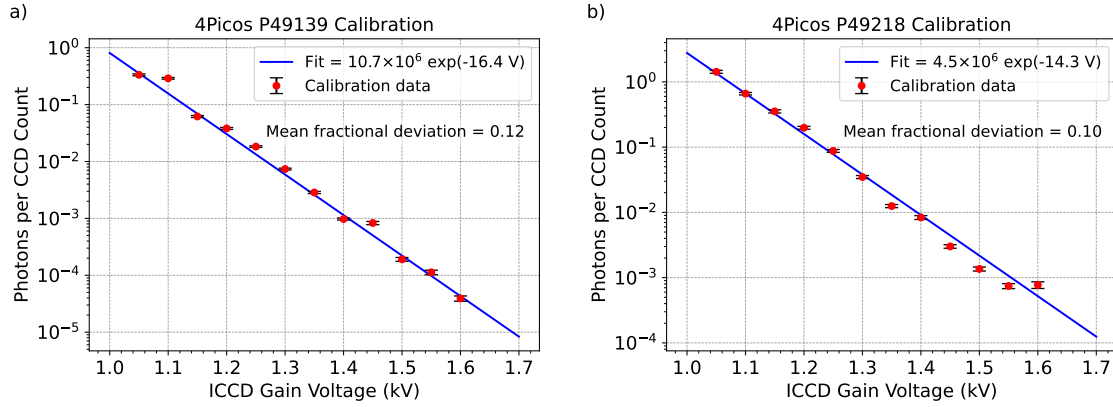 a)
4Picos P49139 Calibration
Fit = 10.7×10⁶ exp(-16.4 V)
Calibration data
Mean fractional deviation = 0.12
Photons per CCD Count
10⁰
10⁻¹
10⁻²
10⁻³
10⁻⁴
10⁻⁵
1.0 1.1 1.2 1.3 1.4 1.5 1.6 1.7
ICCD Gain Voltage (kV)
b)
4Picos P49218 Calibration
Fit = 4.5×10⁶ exp(-14.3 V)
Calibration data
Mean fractional deviation = 0.10
Photons per CCD Count
10⁰
10⁻¹
10⁻²
10⁻³
10⁻⁴
1.0 1.1 1.2 1.3 1.4 1.5 1.6 1.7
ICCD Gain Voltage (kV)